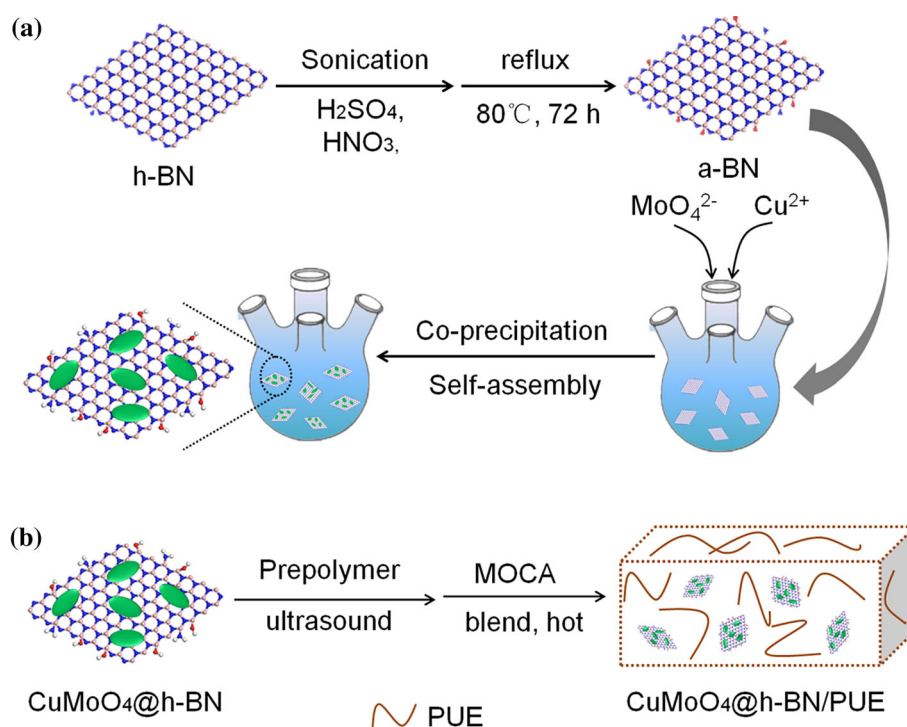 (a)
Sonication
H₂SO₄,
HNO₃,
reflux
80℃, 72 h
h-BN
a-BN
MoO₄²⁻
Cu²⁺
Co-precipitation
Self-assembly
(b)
Prepolymer
ultrasound
MOCA
blend, hot
CuMoO₄@h-BN
PUE
CuMoO₄@h-BN/PUE